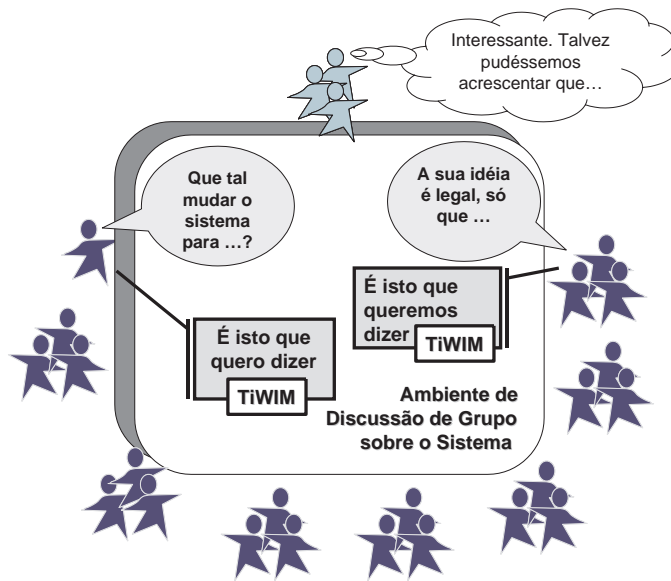 Interessante. Talvez
pudéssemos
acrescentar que…
Que tal
mudar o
sistema
para …?
A sua idéia
é legal, só
que …
É isto que
queremos
dizer
TiWIM
É isto que
quero dizer
TiWIM
Ambiente de
Discussão de Grupo
sobre o Sistema